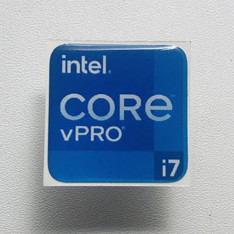 intel.
CORE
vPRO®
i7